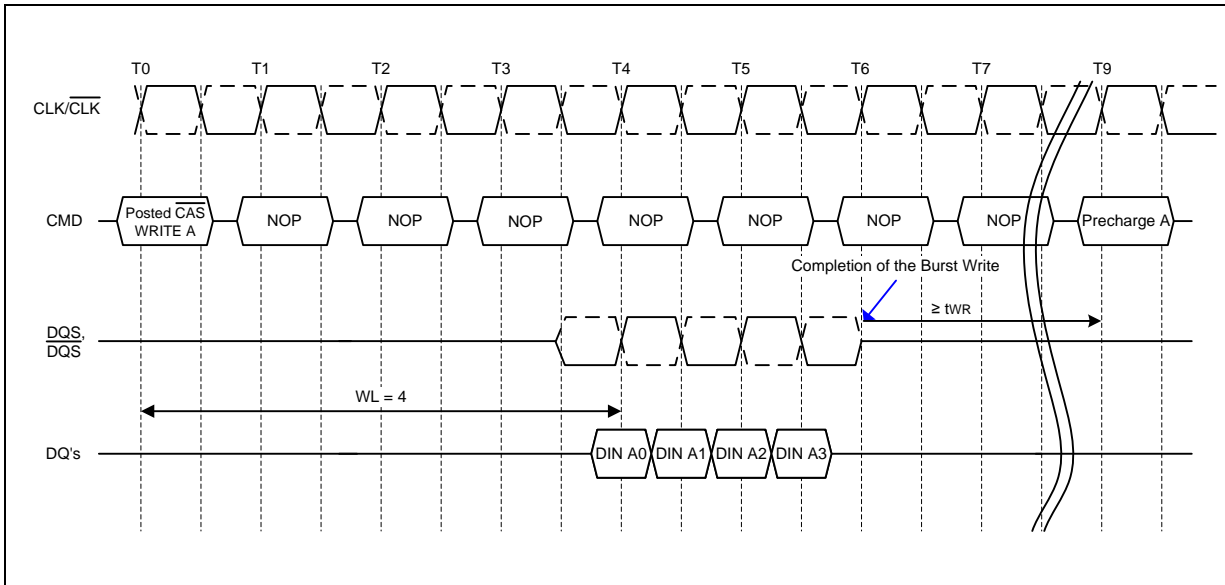 T0 T1 T2 T3 T4 T5 T6 T7 T9
CLK/CLK
CMD
Posted CAS
WRITE A
NOP NOP NOP NOP NOP NOP NOP Precharge A
Completion of the Burst Write
≥ tWR
DQS,
DQS
WL = 4
DQ's
DIN A0 DIN A1 DIN A2 DIN A3